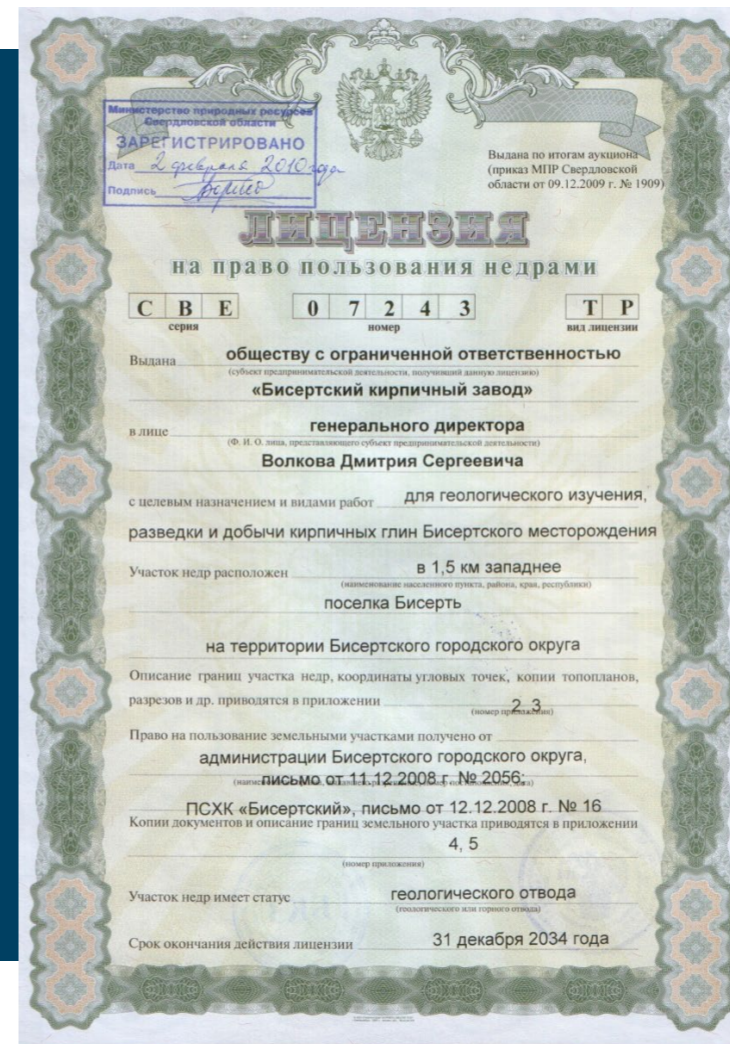 Министерство природных ресурсов
Свердловской области
ЗАРЕГИСТРИРОВАНО
Дата 2 февраля 2010 года
Подпись
Выдана по итогам аукциона
(приказ МПР Свердловской
области от 09.12.2009 г. № 1909)
ЛИЦЕНЗИЯ
на право пользования недрами
С В Е 0 7 2 4 3 Т Р
серия номер вид лицензии
Выдана обществу с ограниченной ответственностью
(субъект предпринимательской деятельности, получивший данную лицензию)
«Бисертский кирпичный завод»
в лице генерального директора
(Ф. И. О. лица, представляющего субъект предпринимательской деятельности)
Волкова Дмитрия Сергеевича
с целевым назначением и видами работ для геологического изучения,
разведки и добычи кирпичных глин Бисертского месторождения
Участок недр расположен в 1,5 км западнее
(наименование населенного пункта, района, края, республики)
поселка Бисерть
на территории Бисертского городского округа
Описание границ участка недр, координаты угловых точек, копии топопланов,
разрезов и др. приводятся в приложении 2, 3
(номер приложения)
Право на пользование земельными участками получено от
администрации Бисертского городского округа,
письмо от 11.12.2008 г. № 2056;
ПСХК «Бисертский», письмо от 12.12.2008 г. № 16
Копии документов и описание границ земельного участка приводятся в приложении
4, 5
(номер приложения)
Участок недр имеет статус геологического отвода
(геологического или горного отвода)
Срок окончания действия лицензии 31 декабря 2034 года